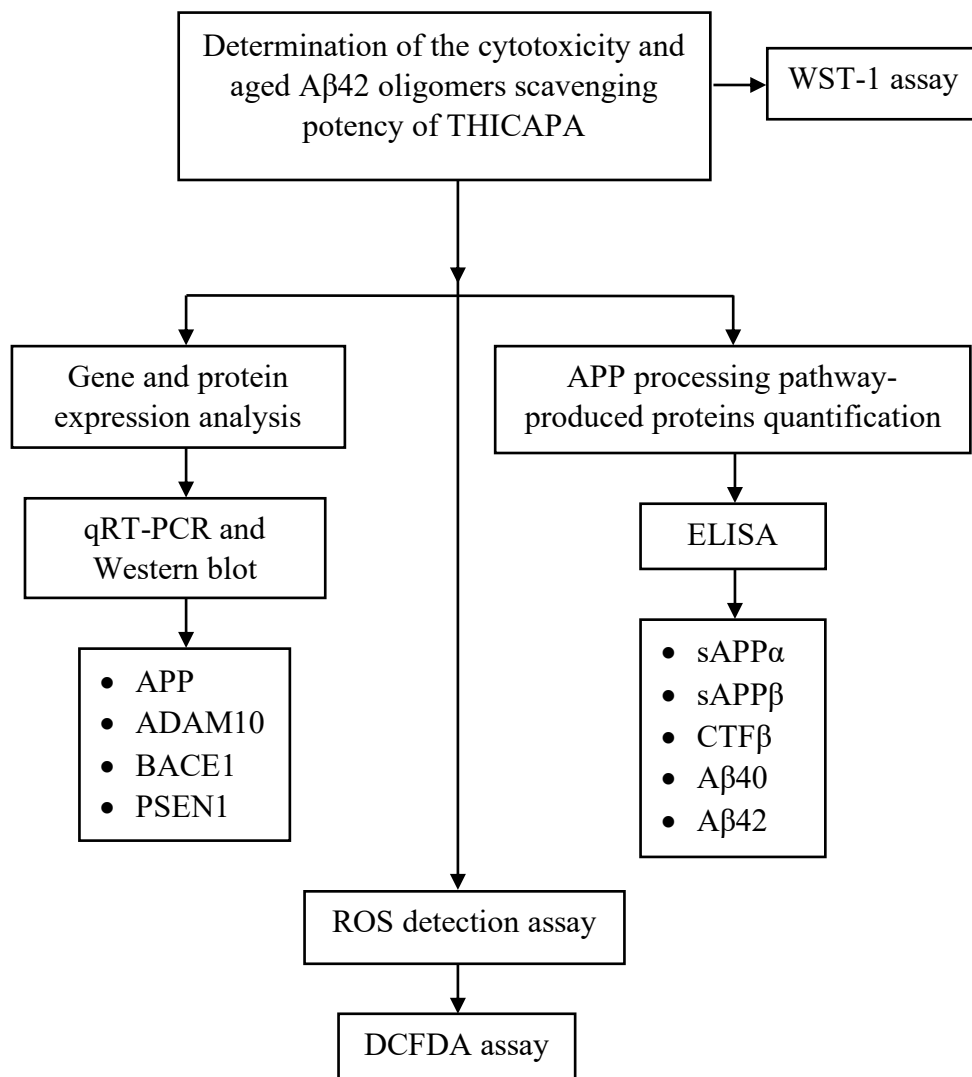 Determination of the cytotoxicity and
aged Aβ42 oligomers scavenging
potency of THICAPA
WST-1 assay
Gene and protein
expression analysis
qRT-PCR and
Western blot
• APP
• ADAM10
• BACE1
• PSEN1
APP processing pathway-
produced proteins quantification
ELISA
• sAPPα
• sAPPβ
• CTFβ
• Aβ40
• Aβ42
ROS detection assay
DCFDA assay